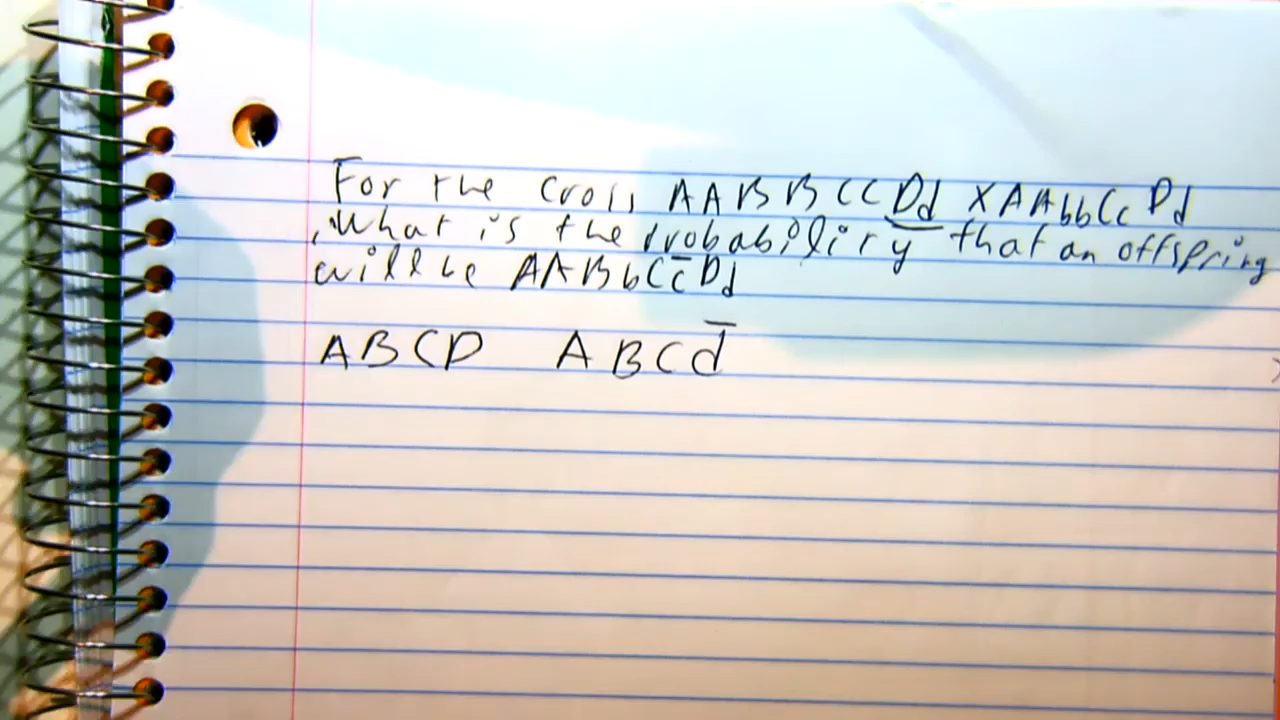 For the Cross AABBCCDd X AAbbCcDd
, What is the probability that an offspring
will be AABbCcDd
ABCD ABCd